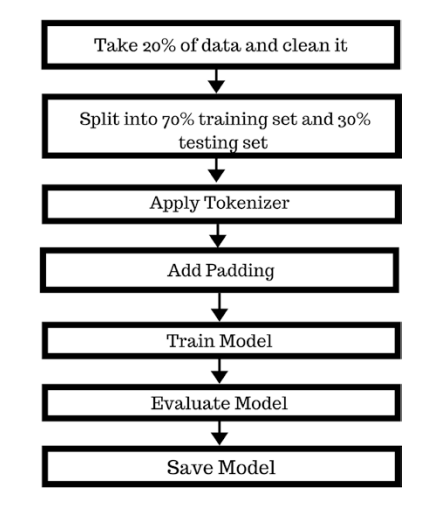 Take 20% of data and clean it
Split into 70% training set and 30%
testing set
Apply Tokenizer
Add Padding
Train Model
Evaluate Model
Save Model